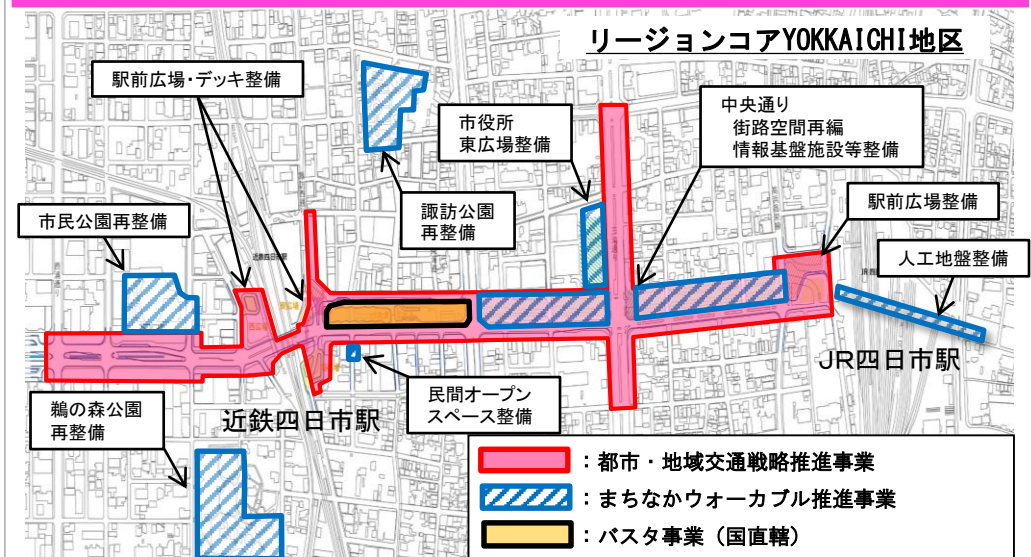 リージョンコアYOKKAICHI地区
駅前広場・デッキ整備
市役所
東広場整備
中央通り
街路空間再編
情報基盤施設等整備
諏訪公園
再整備
駅前広場整備
市民公園再整備
人工地盤整備
JR四日市駅
民間オープン
スペース整備
鵜の森公園
再整備
近鉄四日市駅
：都市・地域交通戦略推進事業
：まちなかウォーカブル推進事業
：バスタ事業（国直轄）